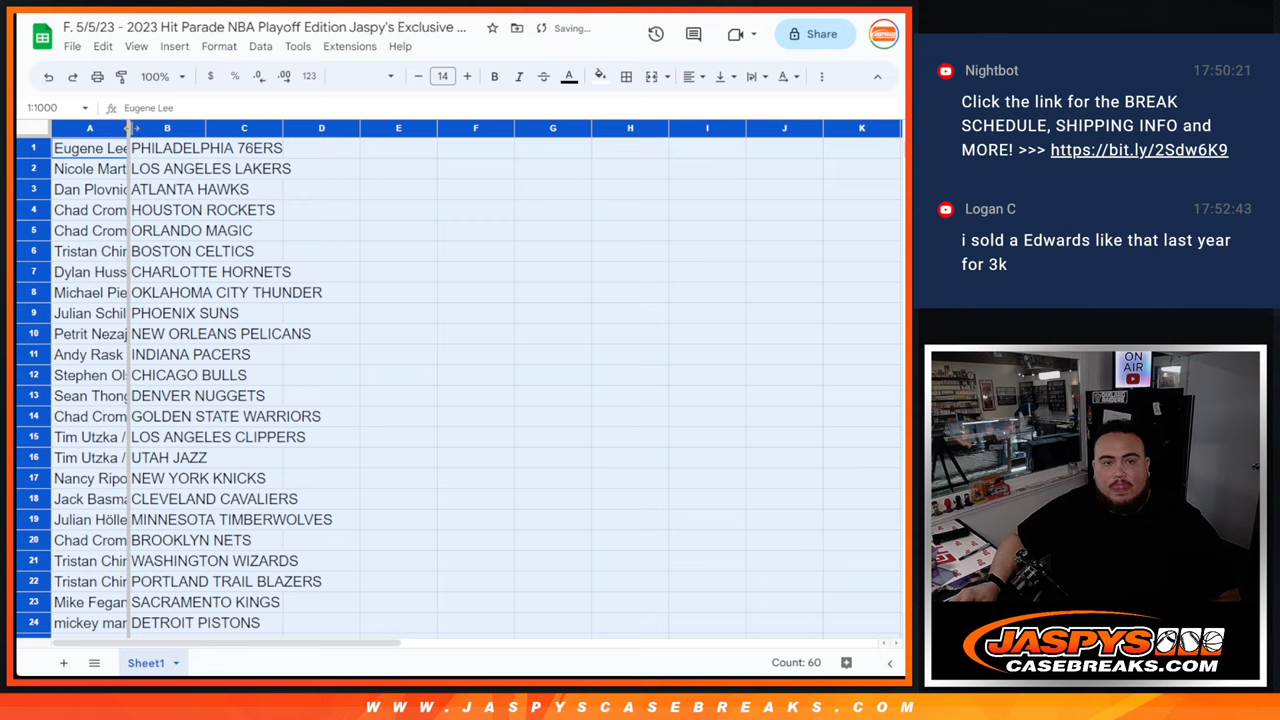 F. 5/5/23 - 2023 Hit Parade NBA Playoff Edition Jaspy's Exclusive ...
Saving...
File Edit View Insert Format Data Tools Extensions Help
Share
100% $ % .0 .00 123 14 B I A
1:1000 Eugene Lee
A B C D E F G H I J K
1 Eugene Lee PHILADELPHIA 76ERS
2 Nicole Mart LOS ANGELES LAKERS
3 Dan Plovnic ATLANTA HAWKS
4 Chad Crom HOUSTON ROCKETS
5 Chad Crom ORLANDO MAGIC
6 Tristan Chir BOSTON CELTICS
7 Dylan Huss CHARLOTTE HORNETS
8 Michael Pie OKLAHOMA CITY THUNDER
9 Julian Schil PHOENIX SUNS
10 Petrit Nezaj NEW ORLEANS PELICANS
11 Andy Rask INDIANA PACERS
12 Stephen Ol CHICAGO BULLS
13 Sean Thong DENVER NUGGETS
14 Chad Crom GOLDEN STATE WARRIORS
15 Tim Utzka / LOS ANGELES CLIPPERS
16 Tim Utzka / UTAH JAZZ
17 Nancy Ripo NEW YORK KNICKS
18 Jack Basma CLEVELAND CAVALIERS
19 Julian Hölle MINNESOTA TIMBERWOLVES
20 Chad Crom BROOKLYN NETS
21 Tristan Chir WASHINGTON WIZARDS
22 Tristan Chir PORTLAND TRAIL BLAZERS
23 Mike Fegan SACRAMENTO KINGS
24 mickey mar DETROIT PISTONS
Sheet1
Count: 60
Nightbot 17:50:21
Click the link for the BREAK
SCHEDULE, SHIPPING INFO and
MORE! >>> https://bit.ly/2Sdw6K9
Logan C 17:52:43
i sold a Edwards like that last year
for 3k
ON
AIR
JASPYS
CASEBREAKS.COM
WWW.JASPYSCASEBREAKS.COM